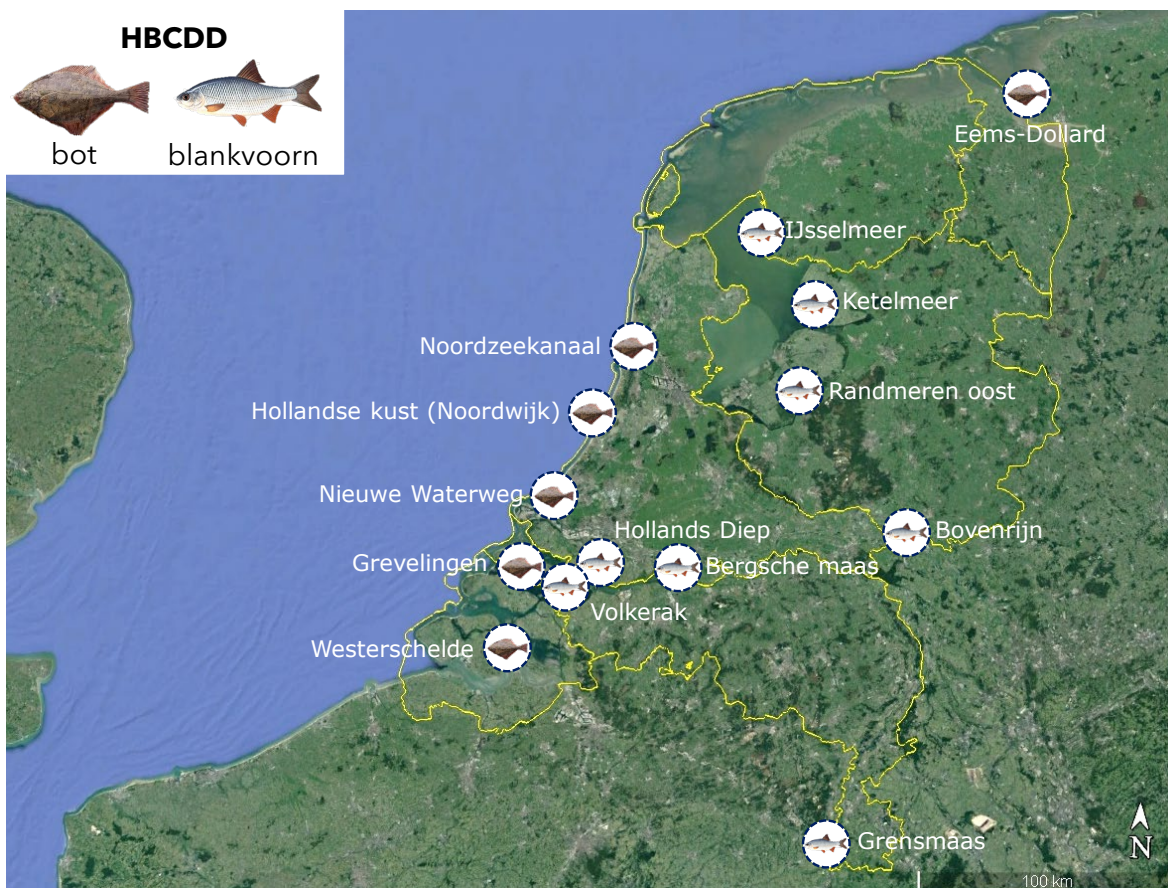 HBCDD
bot
blankvoorn
Eems-Dollard
IJsselmeer
Ketelmeer
Noordzeekanaal
Randmeren oost
Hollandse kust (Noordwijk)
Nieuwe Waterweg
Hollands Diep
Bovenrijn
Grevelingen
Bergsche maas
Volkerak
Westerschelde
Grensmaas
N
100 km